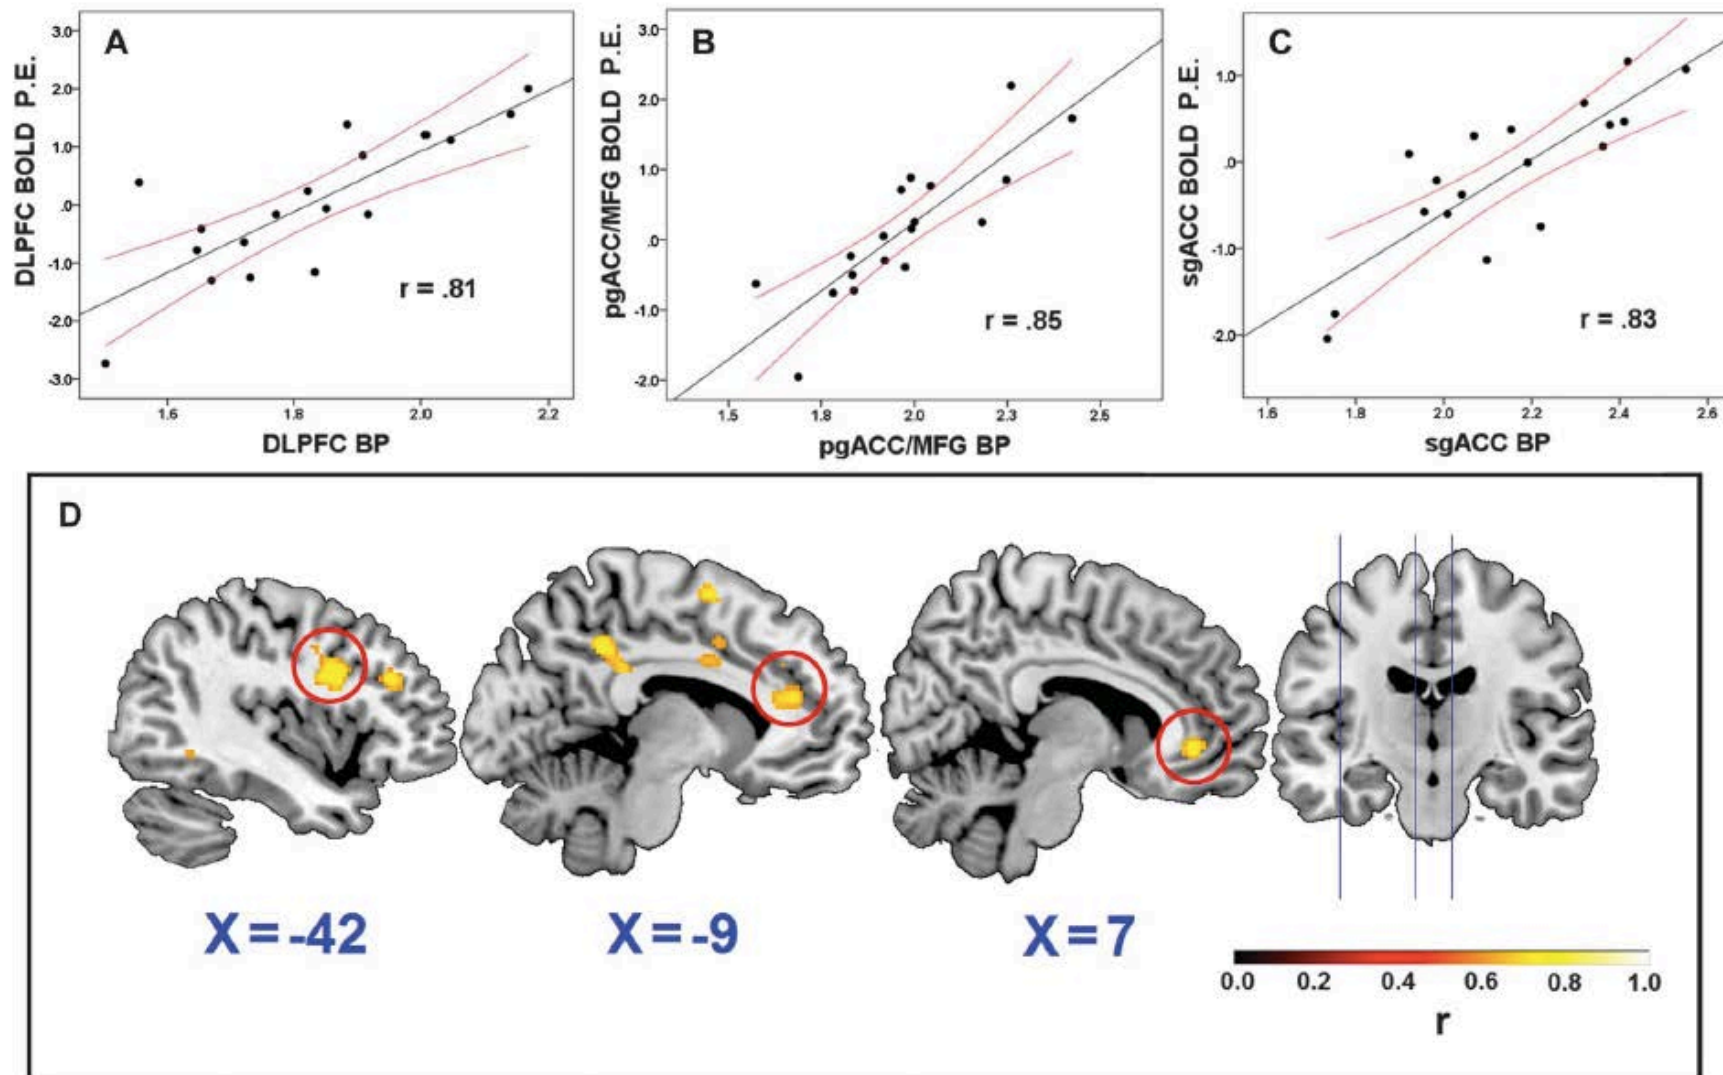 A
DLPFC BOLD P.E.
3.0
2.0
1.0
.0
-1.0
-2.0
-3.0
r = .81
1.6
1.8
2.0
2.2
DLPFC BP
B
pgACC/MFG BOLD P.E.
3.0
2.0
1.0
.0
-1.0
-2.0
r = .85
1.5
1.8
2.0
2.3
2.5
pgACC/MFG BP
C
sgACC BOLD P.E.
1.0
.0
-1.0
-2.0
r = .83
1.6
1.8
2.0
2.2
2.4
2.6
sgACC BP
D
X = -42
X = -9
X = 7
0.0 0.2 0.4 0.6 0.8 1.0
r